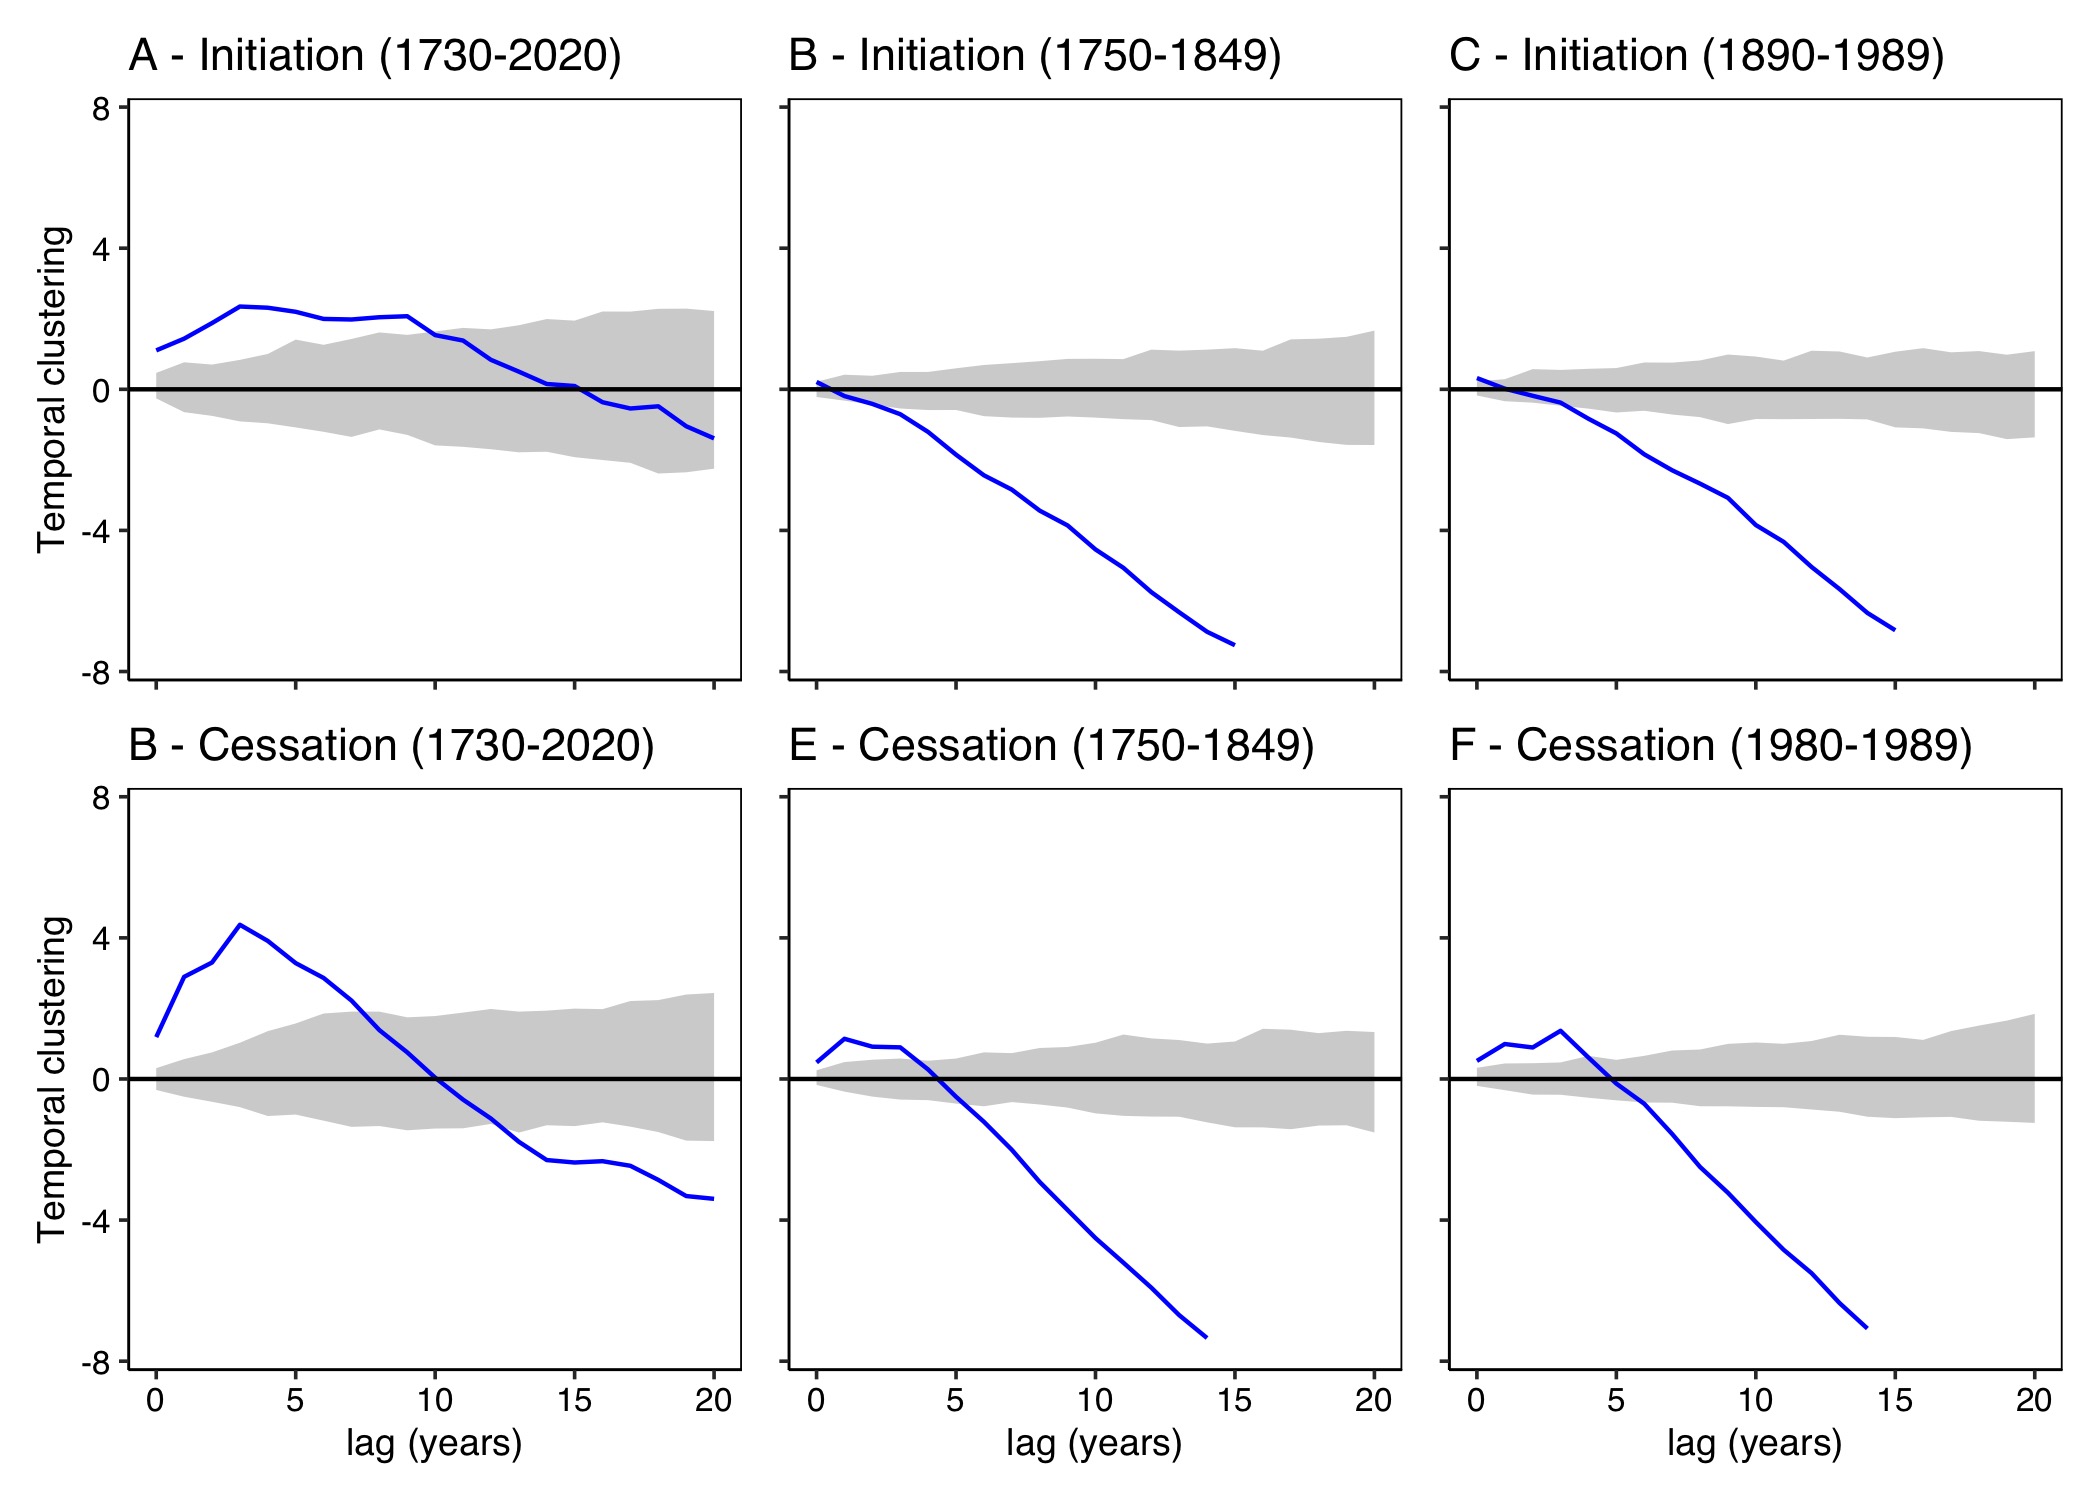 A - Initiation (1730-2020)
B - Initiation (1750-1849)
C - Initiation (1890-1989)
Temporal clustering
8
4
0
-4
-8
B - Cessation (1730-2020)
E - Cessation (1750-1849)
F - Cessation (1980-1989)
Temporal clustering
8
4
0
-4
-8
0 5 10 15 20
0 5 10 15 20
0 5 10 15 20
lag (years)
lag (years)
lag (years)